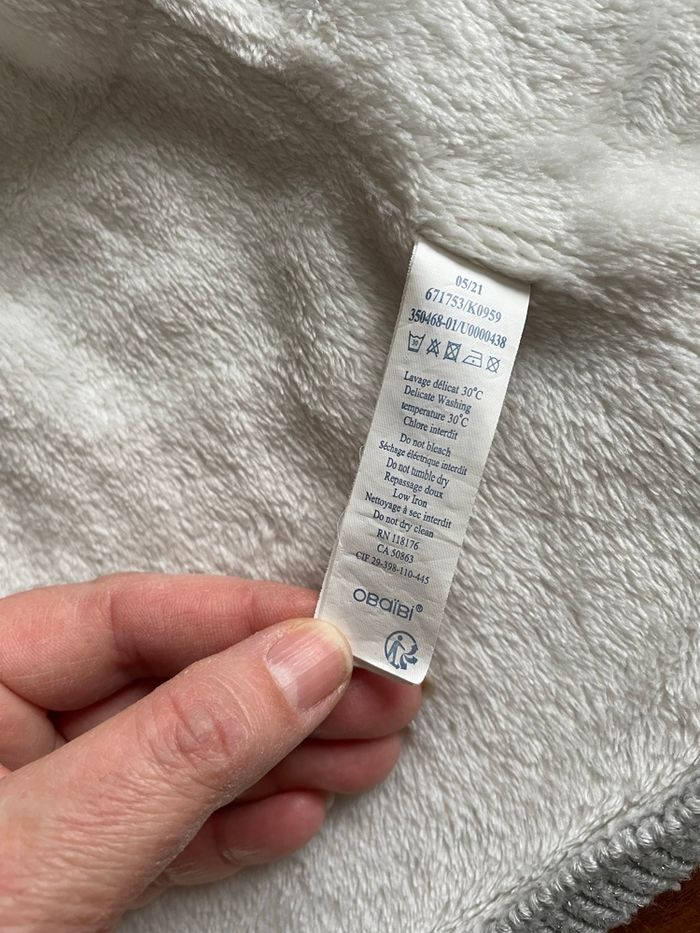 05/21
671753/K0959
350468-01/U0000438
30
Lavage délicat 30°C
Delicate Washing
temperature 30°C
Chlore interdit
Do not bleach
Séchage électrique interdit
Do not tumble dry
Repassage doux
Low Iron
Nettoyage à sec interdit
Do not dry clean
RN 118176
CA 50863
CIF 29-398-110-445
OBaïBi®